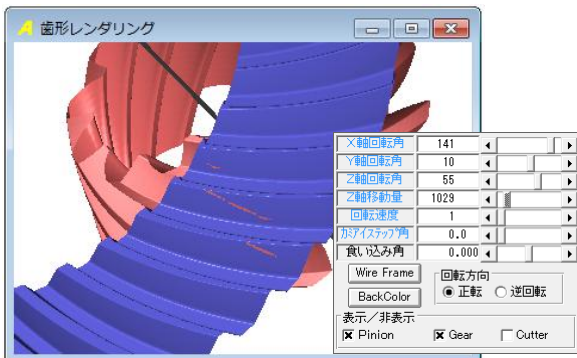 歯形レンダリング
X軸回転角 141
Y軸回転角 10
Z軸回転角 55
Z軸移動量 1029
回転速度 1
カミアイステップ角 0.0
食い込み角 0.000
Wire Frame
BackColor
回転方向
正転 逆回転
表示／非表示
Pinion Gear Cutter